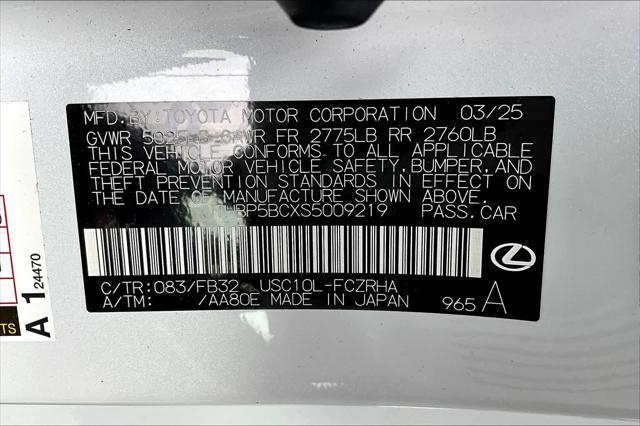 MFD.BY:TOYOTA MOTOR CORPORATION 03/25
GVWR FR 2775LB RR 2760LB
THIS VEHICLE CONFORMS TO ALL APPLICABLE
FEDERAL MOTOR VEHICLE SAFETY,BUMPER,AND
THEFT PREVENTION STANDARDS IN EFFECT ON
THE DATE OF MANUFACTURE SHOWN ABOVE.
PASS.CAR
C/TR:083/FB32 USC10L-FCZRHA
A/TM: /AA80E MADE IN JAPAN 965 A
A 1 24470